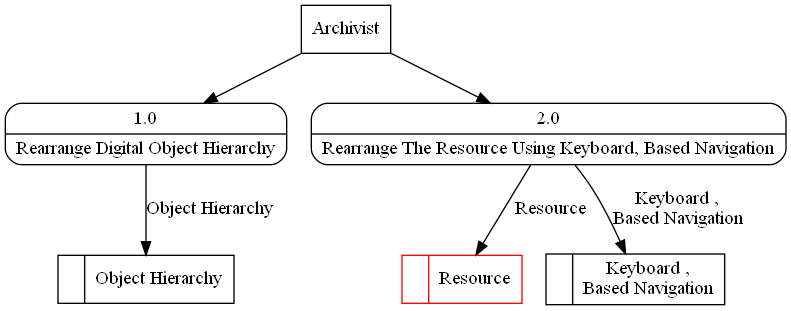 Archivist
1.0
2.0
Rearrange Digital Object Hierarchy
Rearrange The Resource Using Keyboard, Based Navigation
Object Hierarchy
Resource
Keyboard ,
Based Navigation
Object Hierarchy
Resource
Keyboard ,
Based Navigation